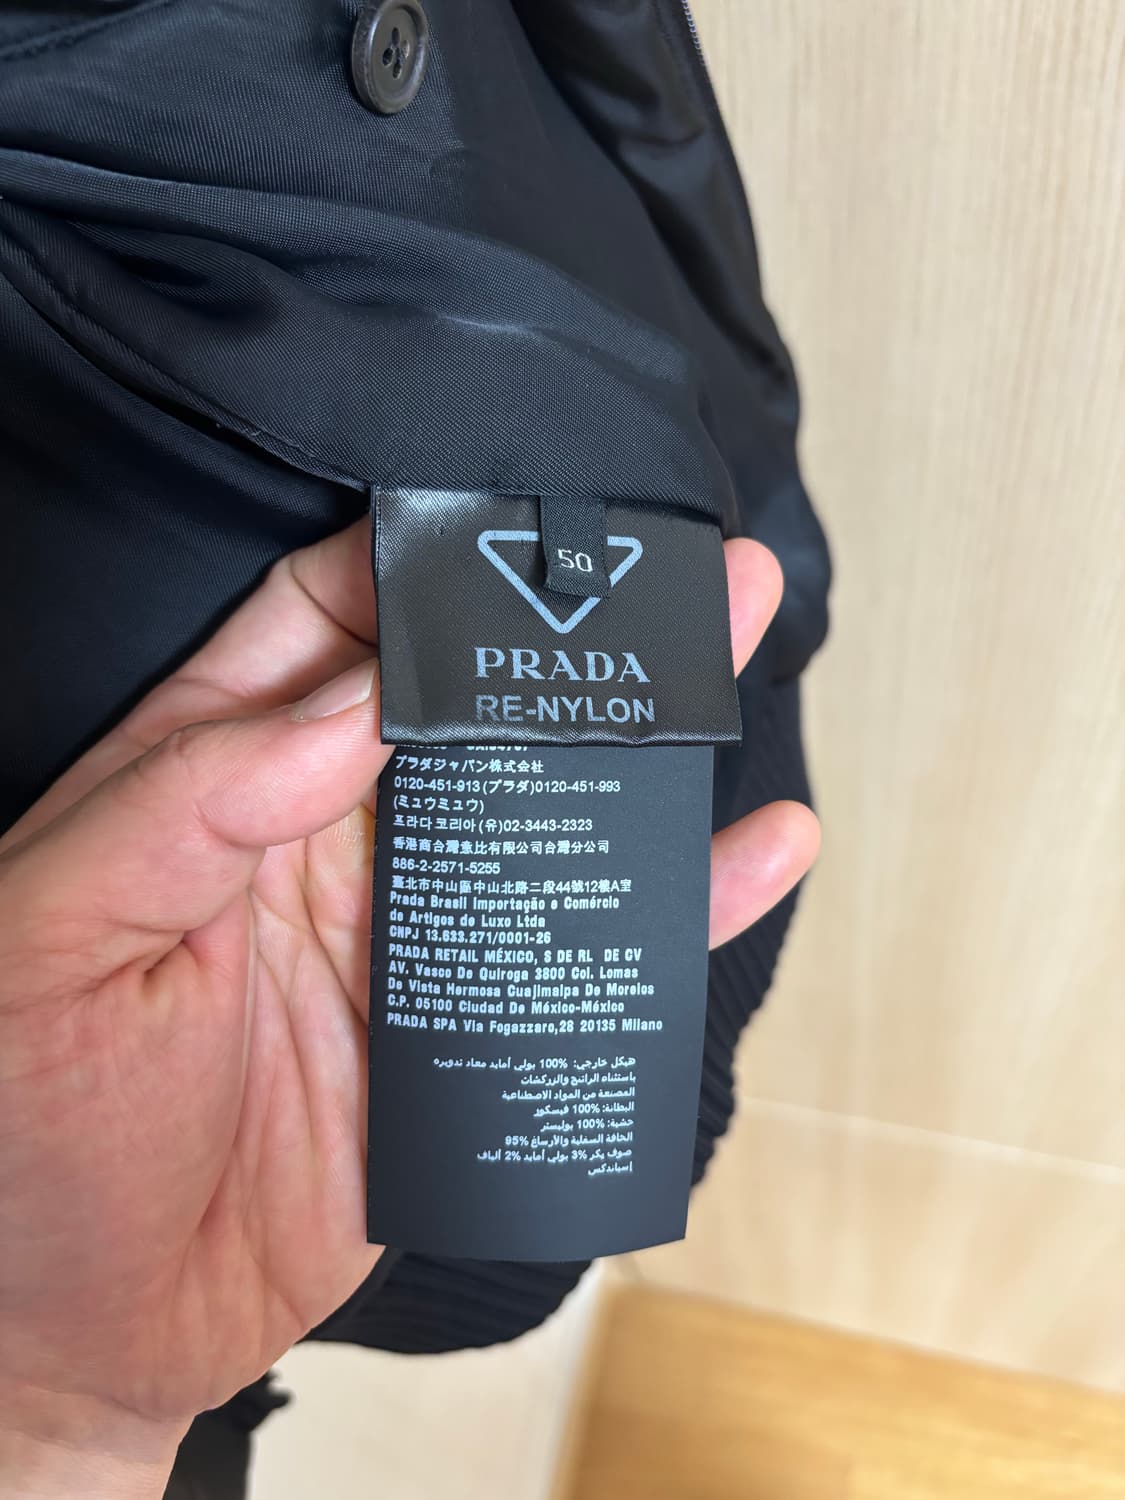 50
PRADA
RE-NYLON
プラダジャパン株式会社
0120-451-913(プラダ)0120-451-993
(ミュウミュウ)
프라다코리아(유)02-3443-2323
香港商台灣惫比有限公司台灣分公司
886-2-2571-5255
臺北市中山區中山北路二段44號12樓A室
Prada Brasil Importação e Comércio
de Artigos de Luxo Ltda
CNPJ 13.633.271/0001-26
PRADA RETAIL MÉXICO, S DE RL DE CV
AV. Vasco De Quiroga 3800 Col. Lomas
De Vista Hermosa Cuajimalpa De Morelos
C.P. 05100 Ciudad De México-México
PRADA SPA Via Fogazzaro,28 20135 Milano
هيكل خارجي: 100% بولي أمايد معاد تدويره
باستثناء الراتنج والزركشات
المصنعة من المواد الاصطناعية
البطانة: 100% فيسكوز
حشية: 100% بوليستر
الحافة السفلية والأرساغ 95%
صوف بكر 3% بولي أمايد 2% ألياف